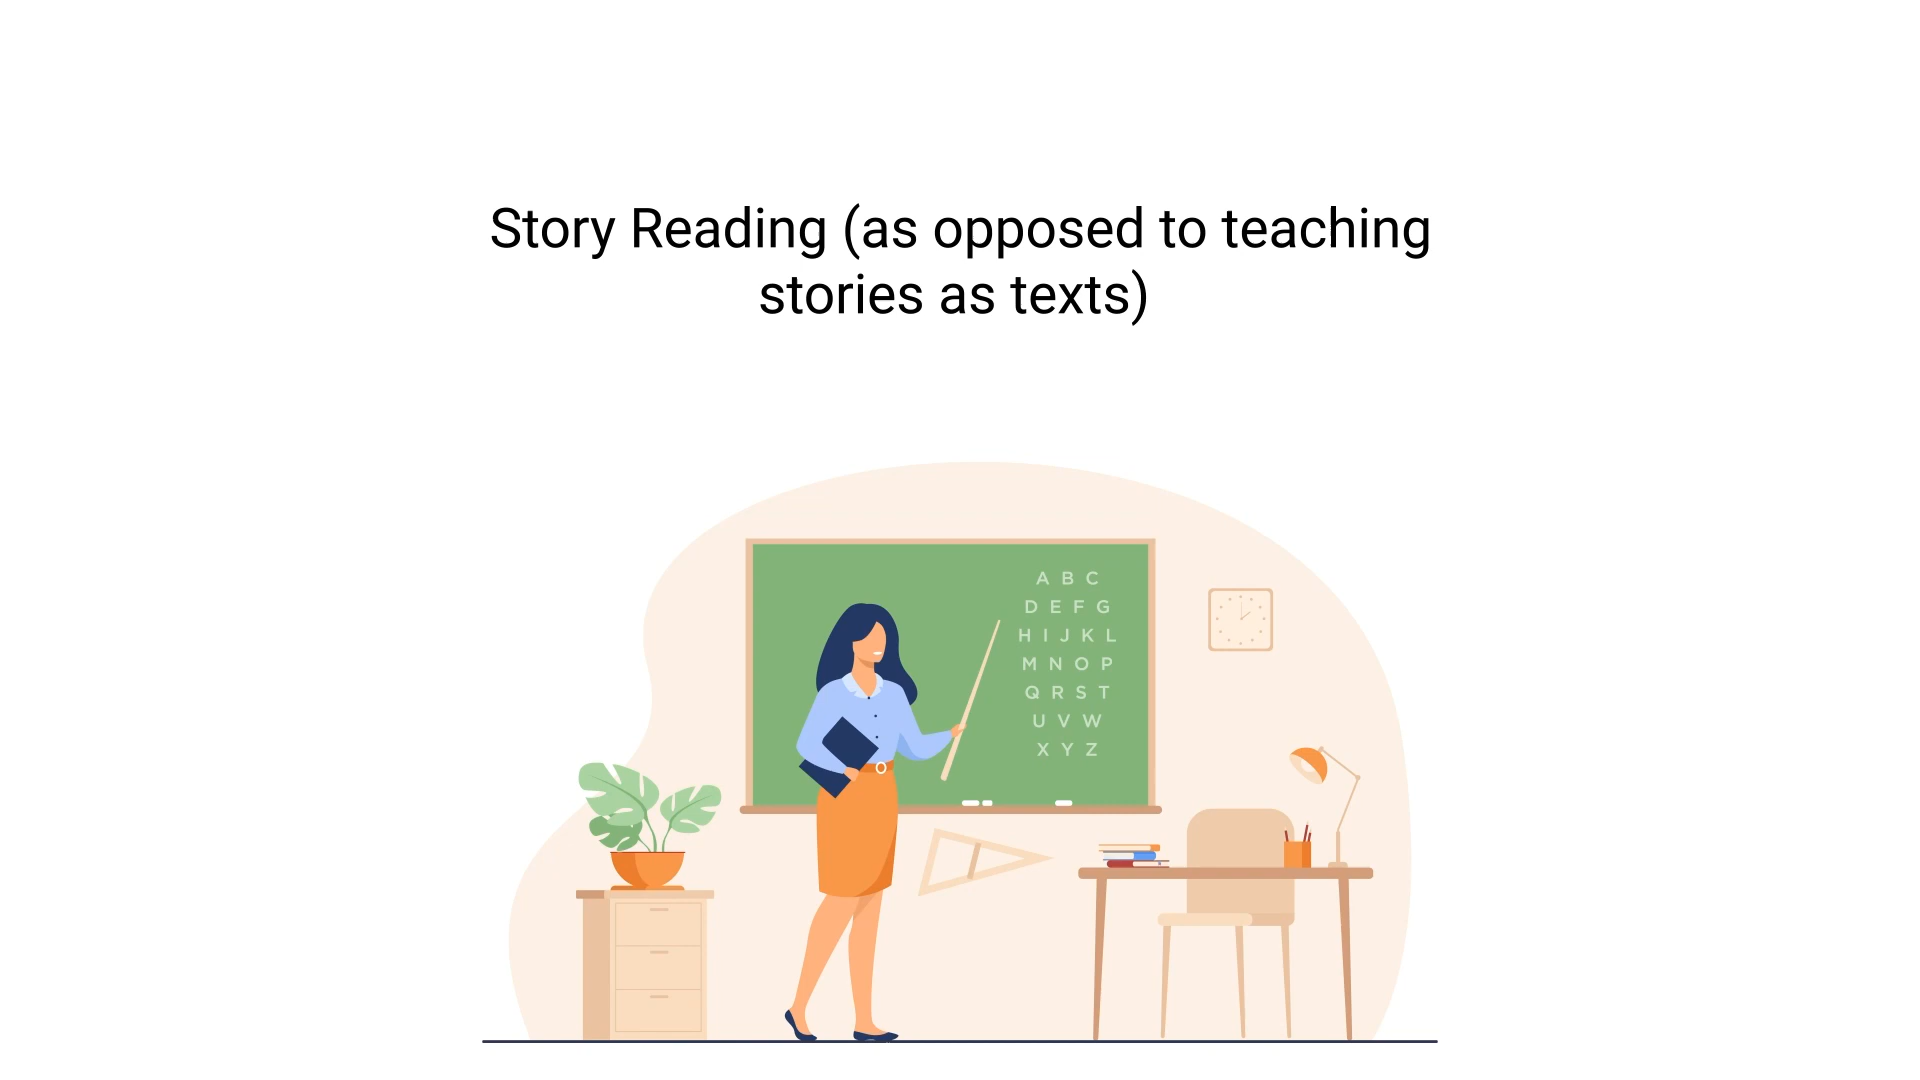 Story Reading (as opposed to teaching
stories as texts)
A B C
D E F G
H I J K L
M N O P
Q R S T
U V W
X Y Z